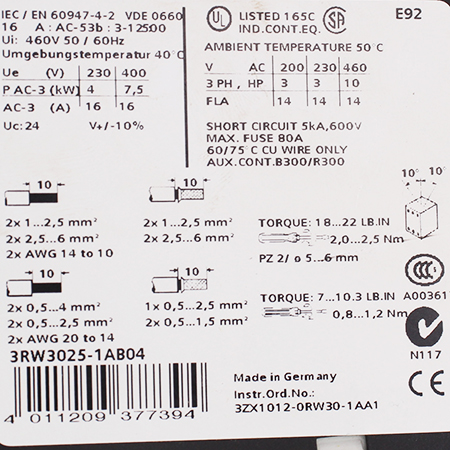 IEC / EN 60947-4-2 VDE 0660
16 A : AC-53b : 3-12500
Ui: 460V 50 / 60Hz
Umgebungstemperatur 40°C
Ue (V) 230 400
P AC-3 (kW) 4 7,5
AC-3 (A) 16 16
Uc:24 V+/-10%
UL LISTED 165C SA E92
IND.CONT.EQ.
AMBIENT TEMPERATURE 50°C
V AC 200 230 460
3 PH , HP 3 3 10
FLA 14 14 14
SHORT CIRCUIT 5kA,600V
MAX. FUSE 80A
60/75°C CU WIRE ONLY
AUX.CONT.B300/R300
10 10
2x 1...2,5 mm² 2x 1...2,5 mm²
2x 2,5...6 mm² 2x 2,5...6 mm²
2x AWG 14 to 10
10° 10°
TORQUE: 18...22 LB.IN
2,0...2,5 Nm
PZ 2/ ø 5...6 mm
10 10
2x 0,5...4 mm² 1x 0,5...2,5 mm²
2x 0,5...2,5 mm² 2x 0,5...1,5 mm²
2x AWG 20 to 14
TORQUE: 7...10.3 LB.IN
0,8...1,2 Nm
CCC
A00361
N117
3RW3025-1AB04
4 011209 377394
Made in Germany
Instr.Ord.No.:
3ZX1012-0RW30-1AA1
CE